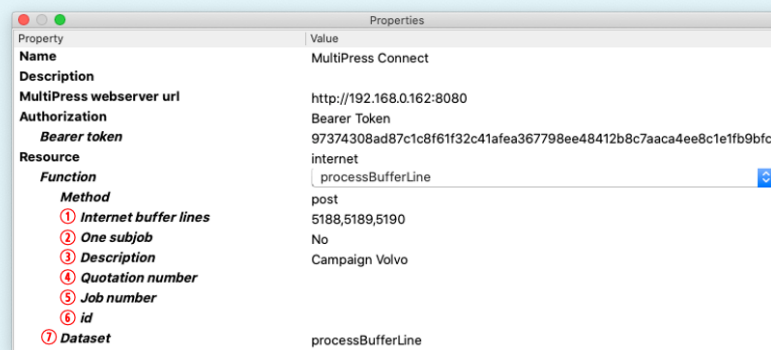 Properties
Property Value
Name MultiPress Connect
Description
MultiPress webserver url http://192.168.0.162:8080
Authorization Bearer Token
Bearer token 97374308ad87c1c8f61f32c41afea367798ee48412b8c7aaca4ee8c1e1fb9bfc
Resource internet
Function processBufferLine
Method post
① Internet buffer lines 5188,5189,5190
② One subjob No
③ Description Campaign Volvo
④ Quotation number
⑤ Job number
⑥ id
⑦ Dataset processBufferLine